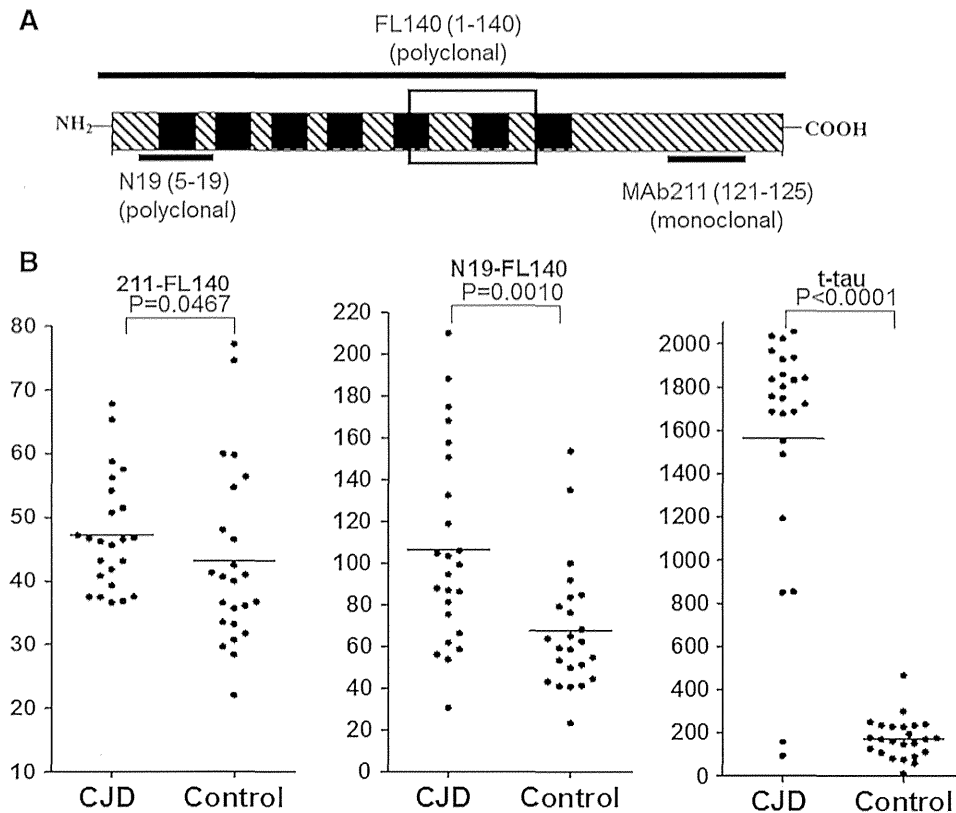 A
FL140 (1-140)
(polyclonal)
NH2
COOH
N19 (5-19)
(polyclonal)
MAb211 (121-125)
(monoclonal)
B
211-FL140
P=0.0467
80
70
60
50
40
30
20
10
CJD Control
N19-FL140
P=0.0010
220
200
180
160
140
120
100
80
60
40
20
0
CJD Control
t-tau
P<0.0001
2000
1800
1600
1400
1200
1000
800
600
400
200
0
CJD Control